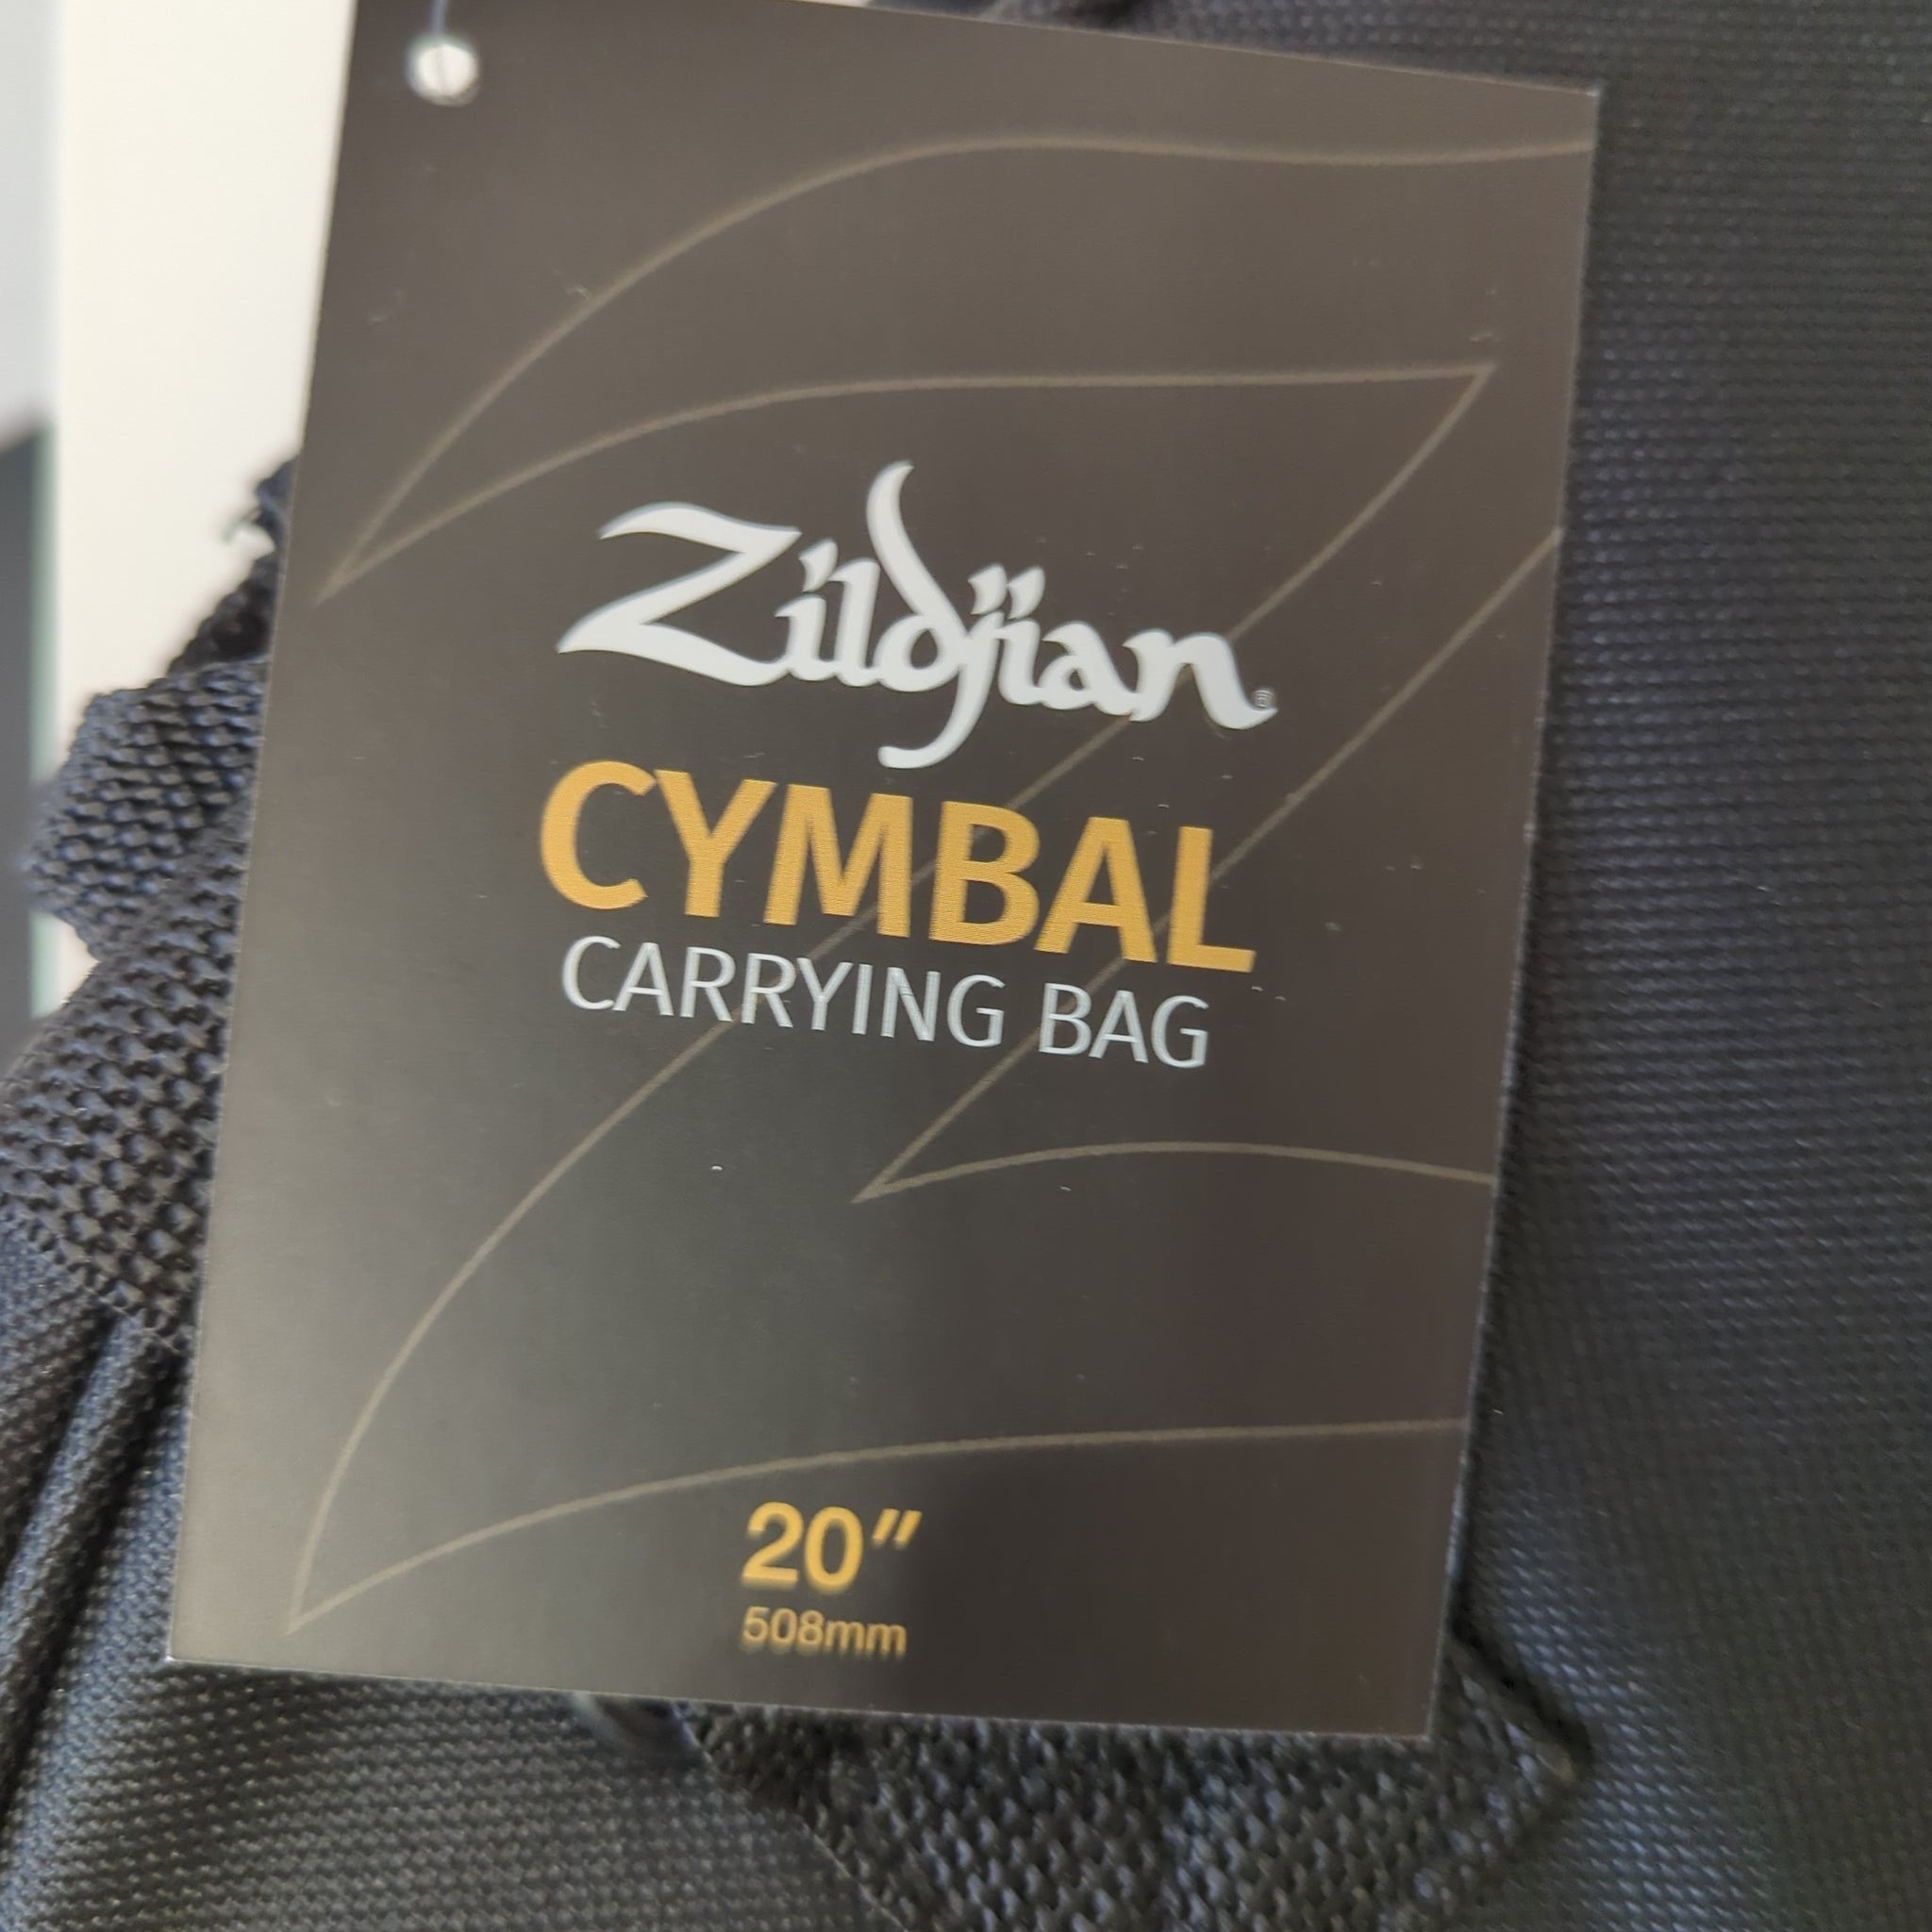 Zildjian
CYMBAL
CARRYING BAG
20"
508mm